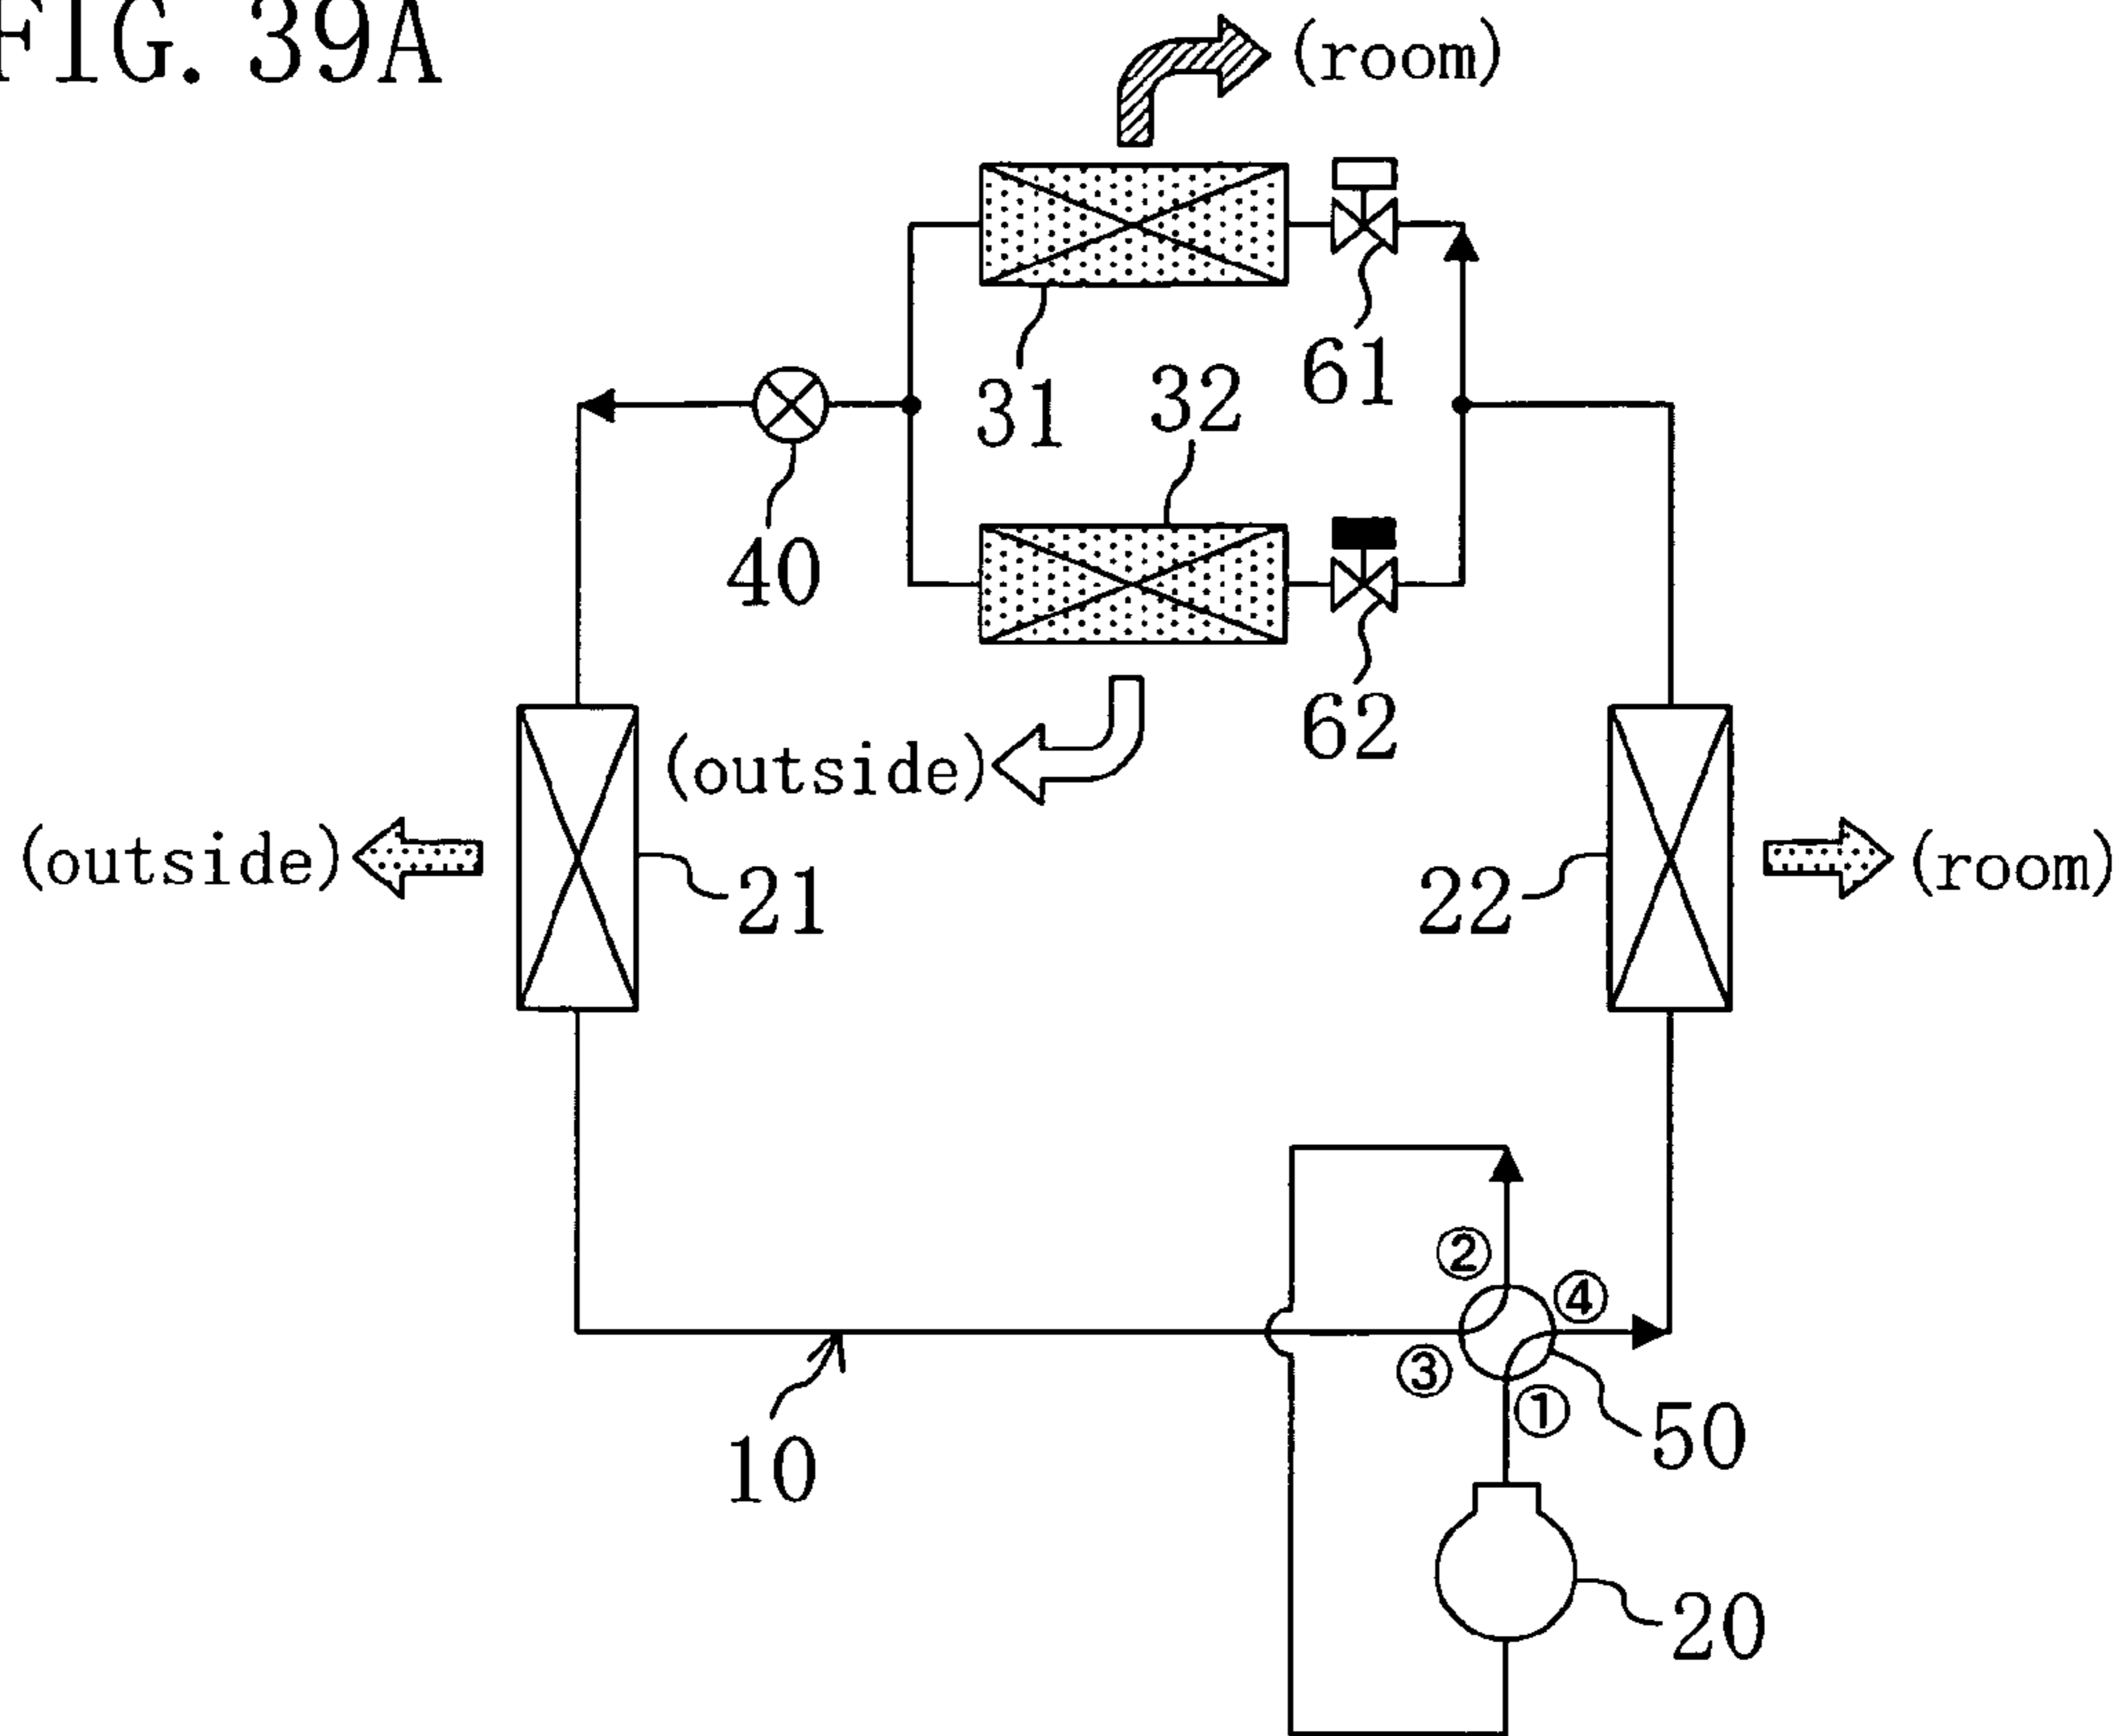 FIG. 39A
(room)
61
31
32
40
62
(outside)
(outside)
21
22
(room)
②
④
③
①
50
10
20